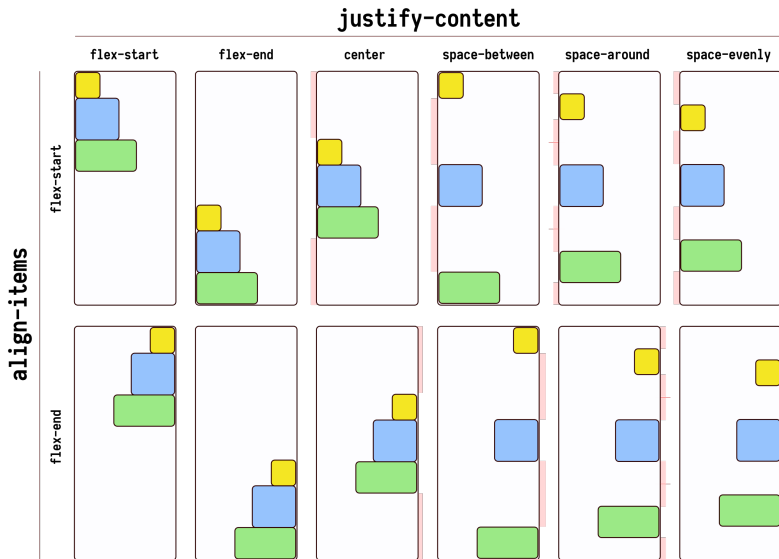 justify-content
flex-start flex-end center space-between space-around space-evenly
align-items
flex-start
flex-end